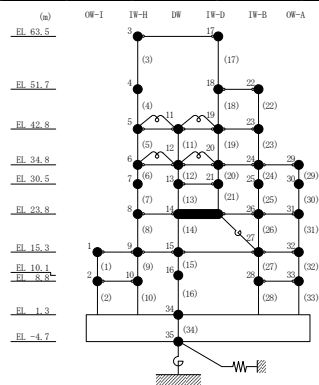 (m) OW-I IW-H DW IW-D IW-B OW-A
EL 63.5 3 17
(3) (17)
EL 51.7 4 18 22
(4) (18) (22)
EL 42.8 5 11 19 23
(5) (11) (19) (23)
EL 34.8 6 12 20 24 29
(6) (12) (20) (24) (29)
EL 30.5 7 13 21 25 30
(7) (13) (21) (25) (30)
EL 23.8 8 14 26 31
(8) (14) (26) (31)
EL 15.3 1 9 15 27 32
(1) (9) (15) (27) (32)
EL 10.1 16
EL 8.8 2 10 28 33
(2) (10) (16) (28) (33)
EL 1.3 34
(34)
EL -4.7 35